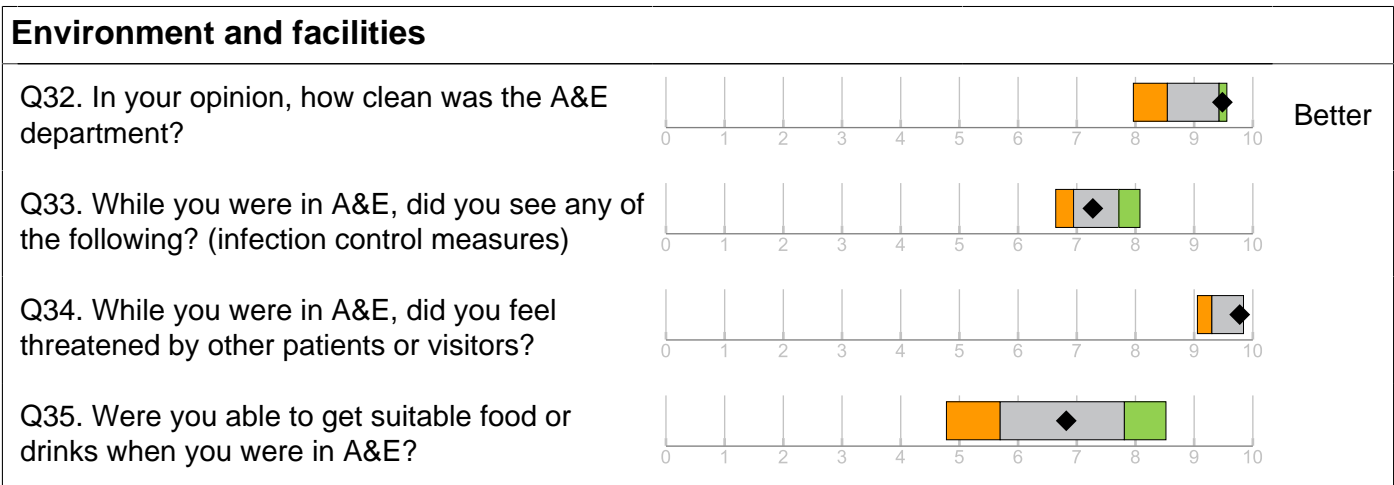 Environment and facilities
Q32. In your opinion, how clean was the A&E
department?
0 1 2 3 4 5 6 7 8 9 10
Better
Q33. While you were in A&E, did you see any of
the following? (infection control measures)
0 1 2 3 4 5 6 7 8 9 10
Q34. While you were in A&E, did you feel
threatened by other patients or visitors?
0 1 2 3 4 5 6 7 8 9 10
Q35. Were you able to get suitable food or
drinks when you were in A&E?
0 1 2 3 4 5 6 7 8 9 10